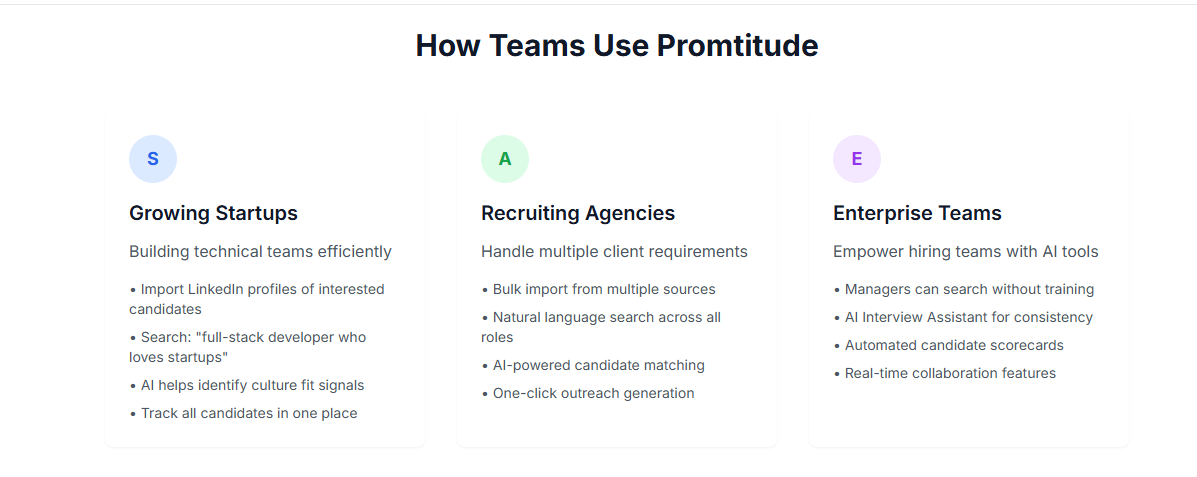 How Teams Use Promtitude
S
Growing Startups
Building technical teams efficiently
• Import LinkedIn profiles of interested
candidates
• Search: "full-stack developer who
loves startups"
• AI helps identify culture fit signals
• Track all candidates in one place
A
Recruiting Agencies
Handle multiple client requirements
• Bulk import from multiple sources
• Natural language search across all
roles
• AI-powered candidate matching
• One-click outreach generation
E
Enterprise Teams
Empower hiring teams with AI tools
• Managers can search without training
• AI Interview Assistant for consistency
• Automated candidate scorecards
• Real-time collaboration features